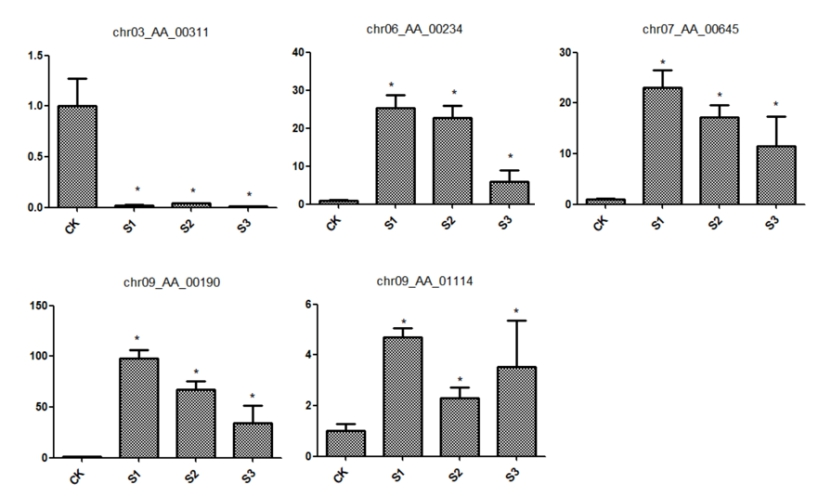 chr03_AA_00311
1.5
1.0
0.5
0.0
*
*
*
CK
S1
S2
S3
chr06_AA_00234
40
30
20
10
0
*
*
*
CK
S1
S2
S3
chr07_AA_00645
30
20
10
0
*
*
*
CK
S1
S2
S3
chr09_AA_00190
150
100
50
0
*
*
*
CK
S1
S2
S3
chr09_AA_01114
6
4
2
0
*
*
*
CK
S1
S2
S3